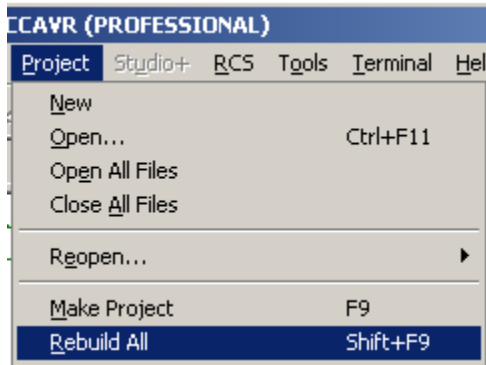 CCAVR (PROFESSIONAL)
Project Studio+ RCS Tools Terminal Hel
New
Open... Ctrl+F11
Open All Files
Close All Files
Reopen...
Make Project F9
Rebuild All Shift+F9